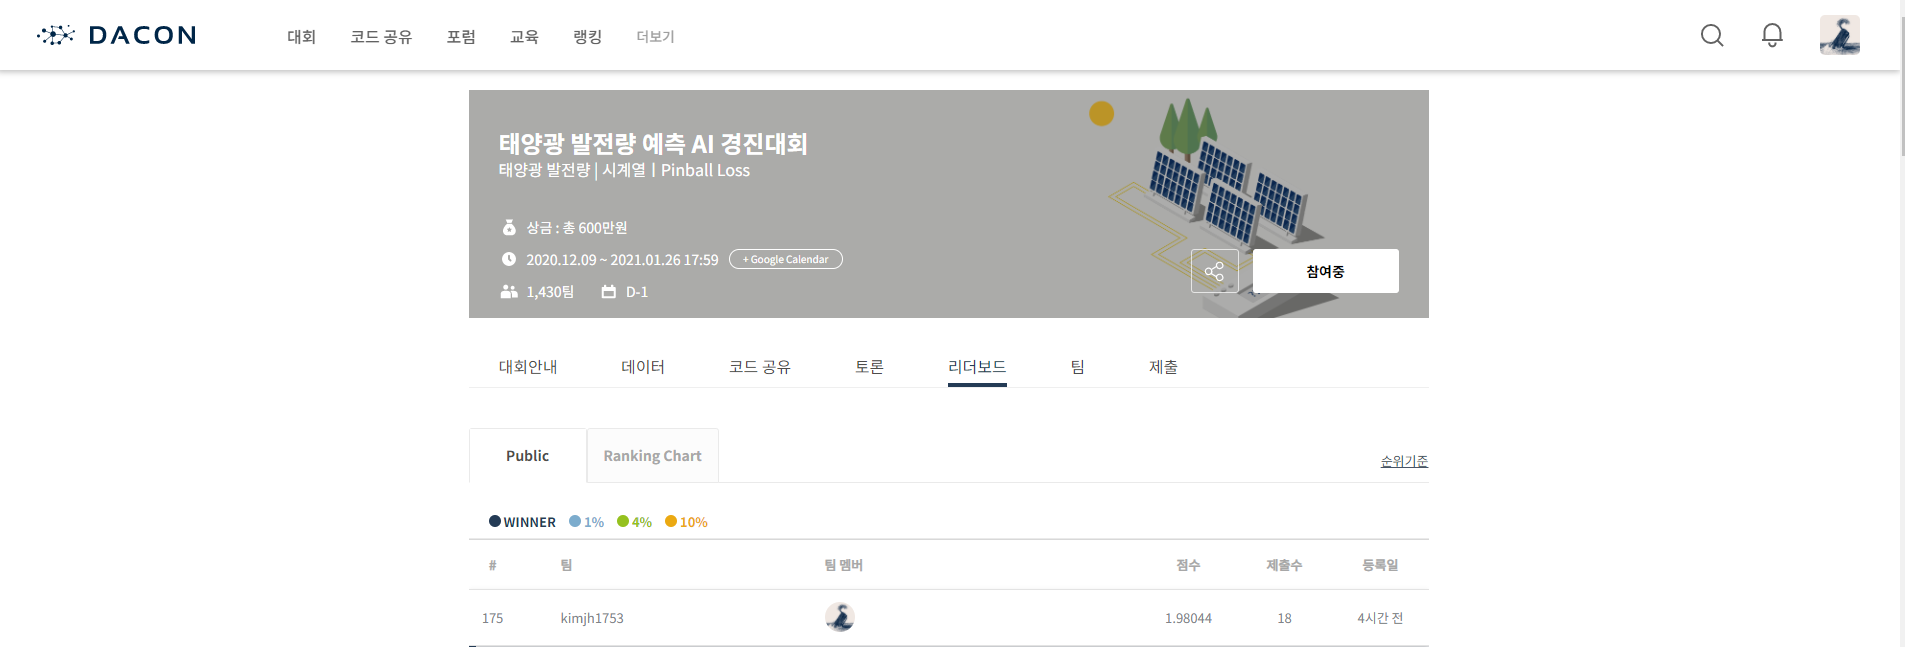 DACON 대회 코드 공유 포럼 교육 랭킹 더보기
태양광 발전량 예측 AI 경진대회
태양광 발전량 | 시계열 | Pinball Loss
상금 : 총 600만원
2020.12.09 ~ 2021.01.26 17:59 + Google Calendar
1,430팀 D-1
참여중
대회안내 데이터 코드 공유 토론 리더보드 팀 제출
Public Ranking Chart
순위기준
WINNER 1% 4% 10%
# 팀 팀 멤버 점수 제출수 등록일
175 kimjh1753 1.98044 18 4시간 전